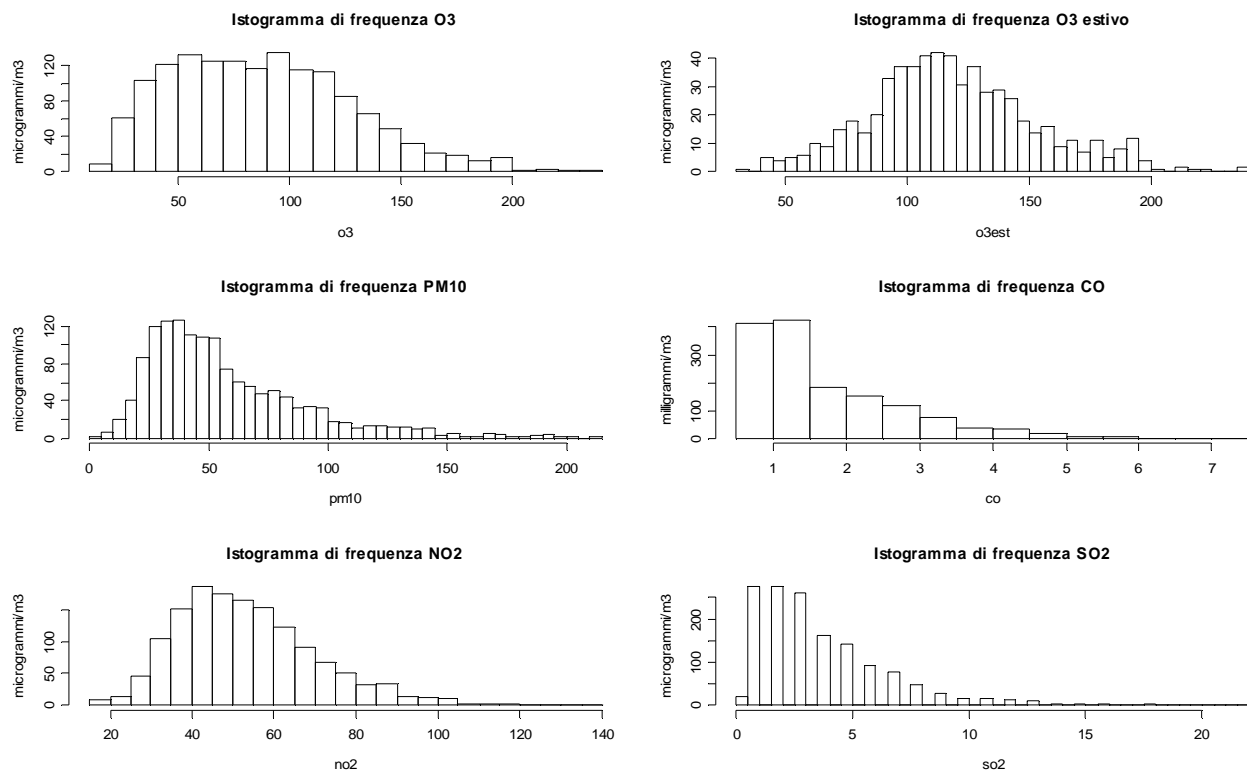 Istogramma di frequenza O3
microgrammi/m3
0 40 80 120
50 100 150 200
o3
Istogramma di frequenza O3 estivo
microgrammi/m3
0 10 20 30 40
50 100 150 200
o3est
Istogramma di frequenza PM10
microgrammi/m3
0 40 80 120
0 50 100 150 200
pm10
Istogramma di frequenza CO
milligrammi/m3
0 100 300
1 2 3 4 5 6 7
co
Istogramma di frequenza NO2
microgrammi/m3
0 50 100
20 40 60 80 100 120 140
no2
Istogramma di frequenza SO2
microgrammi/m3
0 100 200
0 5 10 15 20
so2